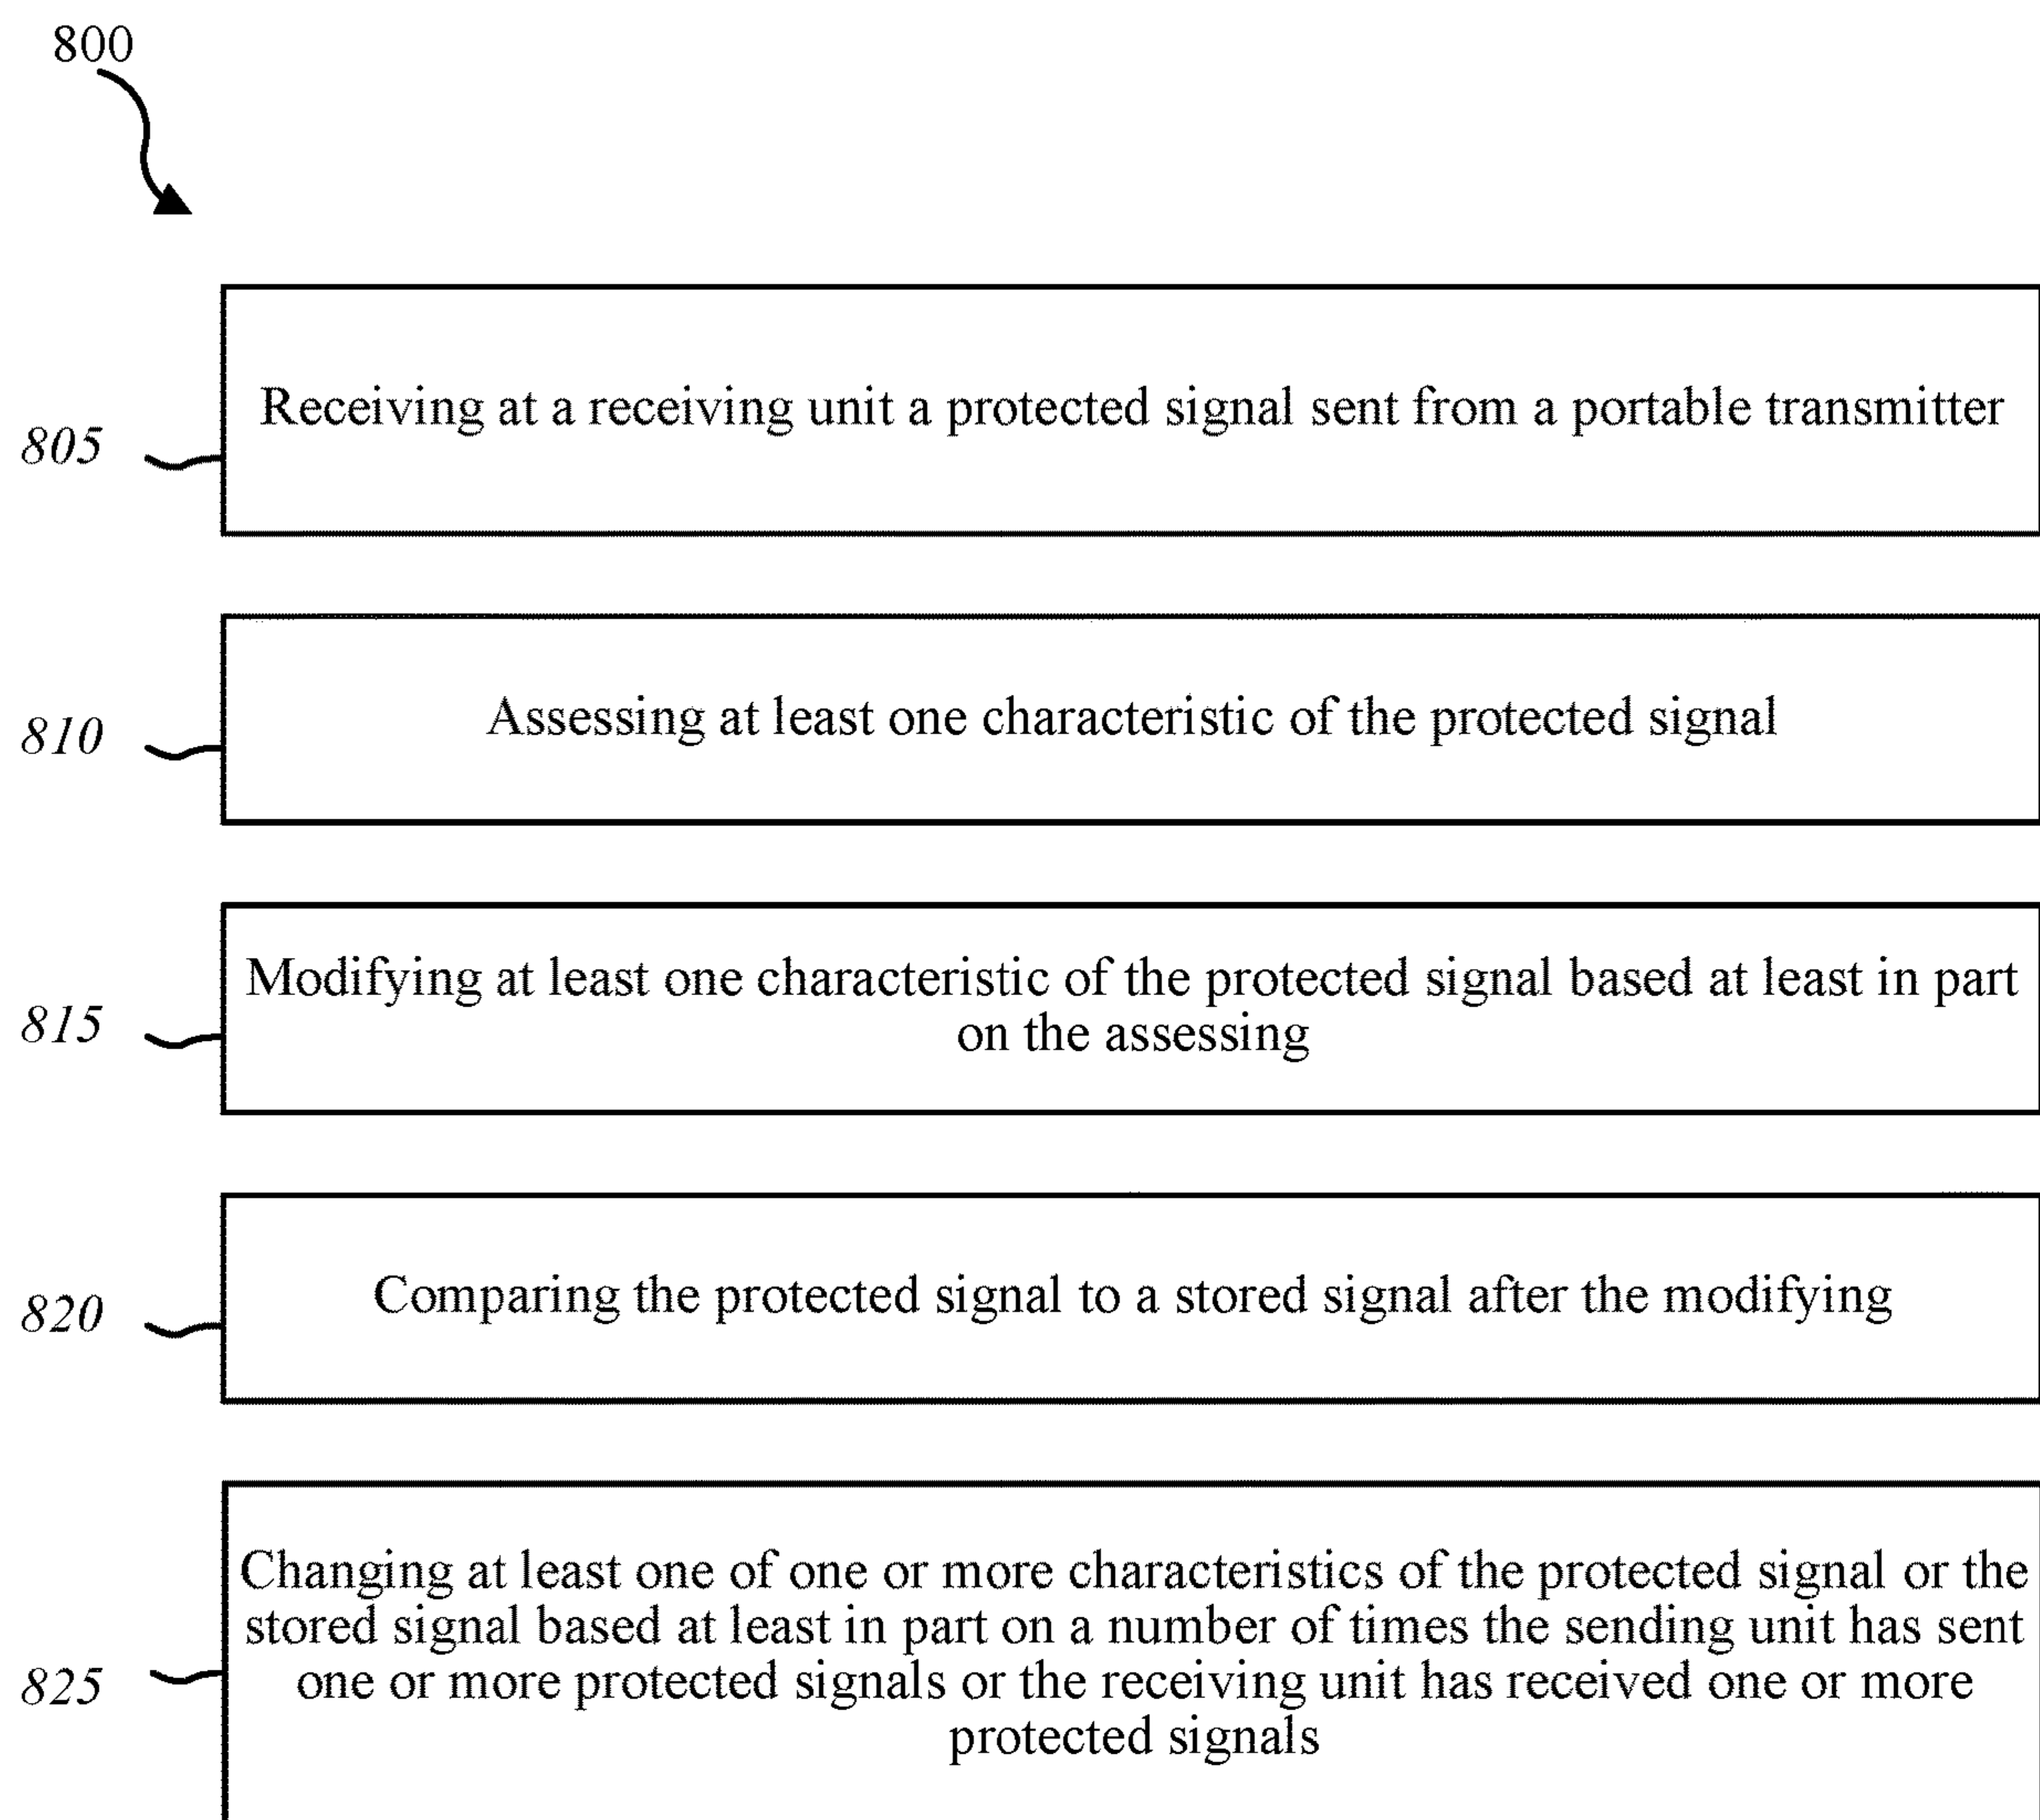 800
Receiving at a receiving unit a protected signal sent from a portable transmitter
805
Assessing at least one characteristic of the protected signal
810
Modifying at least one characteristic of the protected signal based at least in part
on the assessing
815
Comparing the protected signal to a stored signal after the modifying
820
Changing at least one of one or more characteristics of the protected signal or the
stored signal based at least in part on a number of times the sending unit has sent
one or more protected signals or the receiving unit has received one or more
protected signals
825